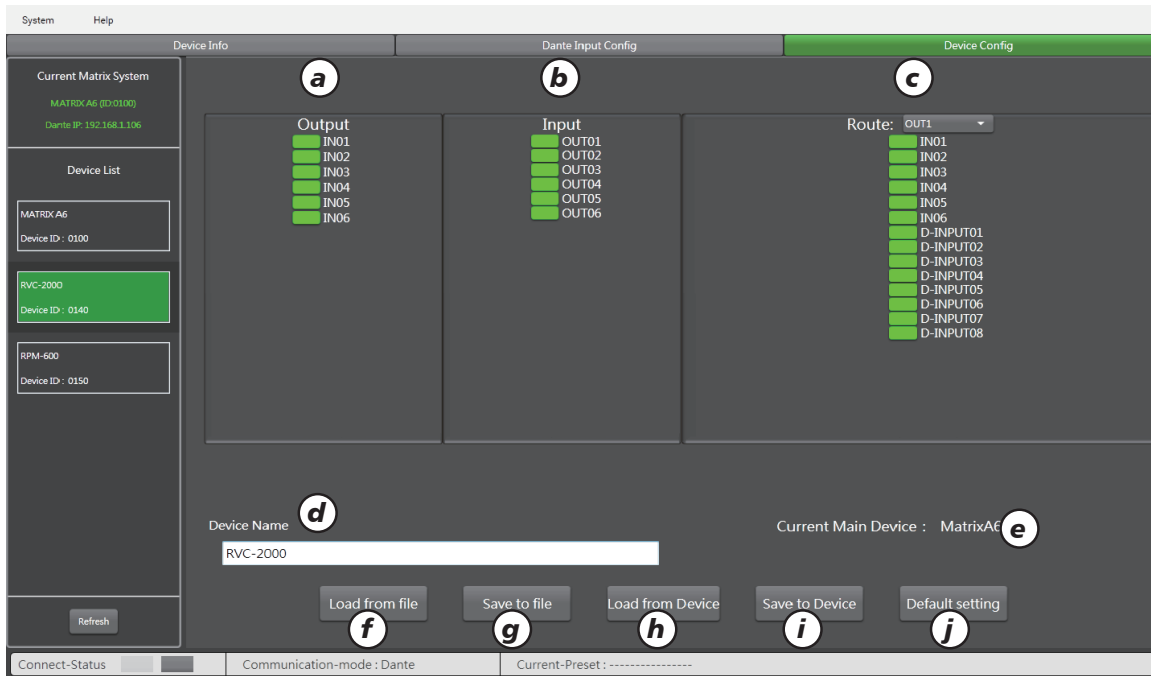 System Help
Device Info Dante Input Config Device Config
Current Matrix System
MATRIX A6 (ID:0100)
Dante IP: 192.168.1.106
Device List
MATRIX A6
Device ID : 0100
RVC-2000
Device ID : 0140
RPM-600
Device ID : 0150
Refresh
a
Output
IN01
IN02
IN03
IN04
IN05
IN06
b
Input
OUT01
OUT02
OUT03
OUT04
OUT05
OUT06
c
Route: OUT1
IN01
IN02
IN03
IN04
IN05
IN06
D-INPUT01
D-INPUT02
D-INPUT03
D-INPUT04
D-INPUT05
D-INPUT06
D-INPUT07
D-INPUT08
Device Name d
RVC-2000
Current Main Device : MatrixA6 e
Load from file Save to file Load from Device Save to Device Default setting
f g h i j
Connect-Status Communication-mode : Dante Current-Preset : ----------------